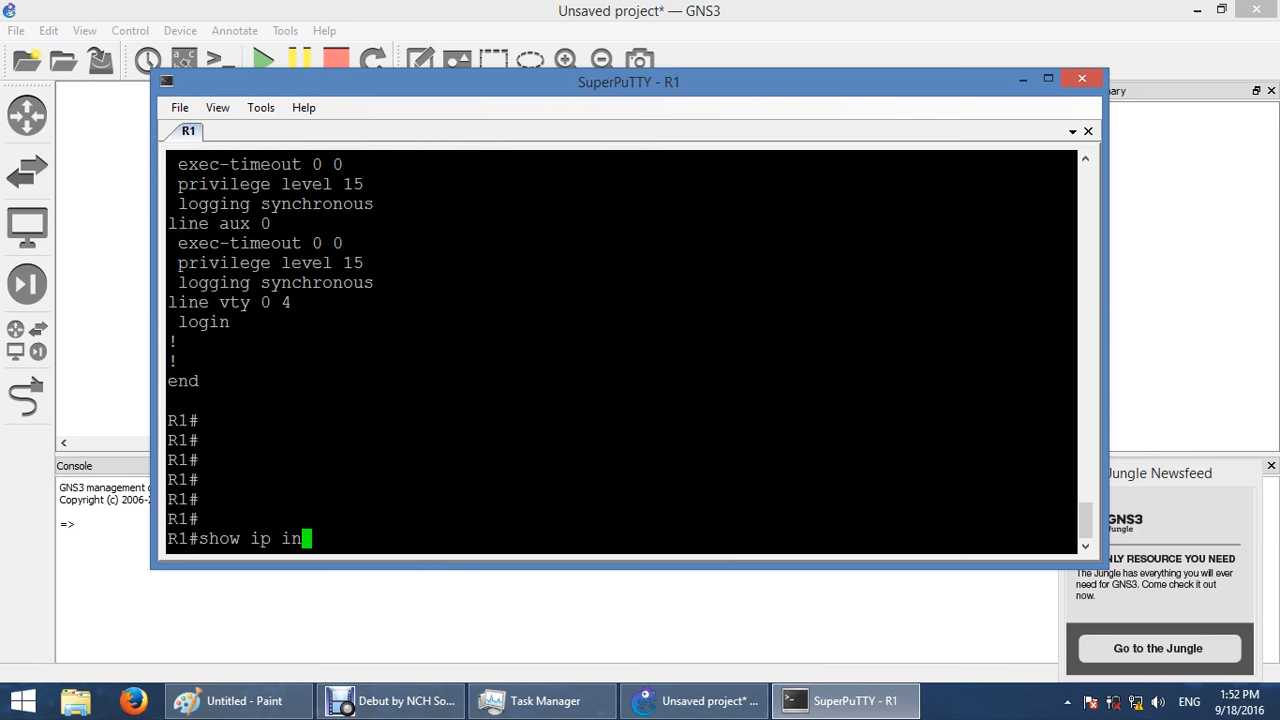 Unsaved project* — GNS3
File Edit View Control Device Annotate Tools Help
SuperPuTTY - R1
File View Tools Help
R1
exec-timeout 0 0
privilege level 15
logging synchronous
line aux 0
exec-timeout 0 0
privilege level 15
logging synchronous
line vty 0 4
login
!
!
end
R1#
R1#
R1#
R1#
R1#
R1#
R1#show ip in
Console
GNS3 management
Copyright (c) 2006-
=>
Jungle Newsfeed
GNS3
Jungle
NLY RESOURCE YOU NEED
The Jungle has everything you will ever
need for GNS3. Come check it out
now.
Go to the Jungle
Untitled - Paint
Debut by NCH So...
Task Manager
Unsaved project* ...
SuperPuTTY - R1
ENG
1:52 PM
9/18/2016